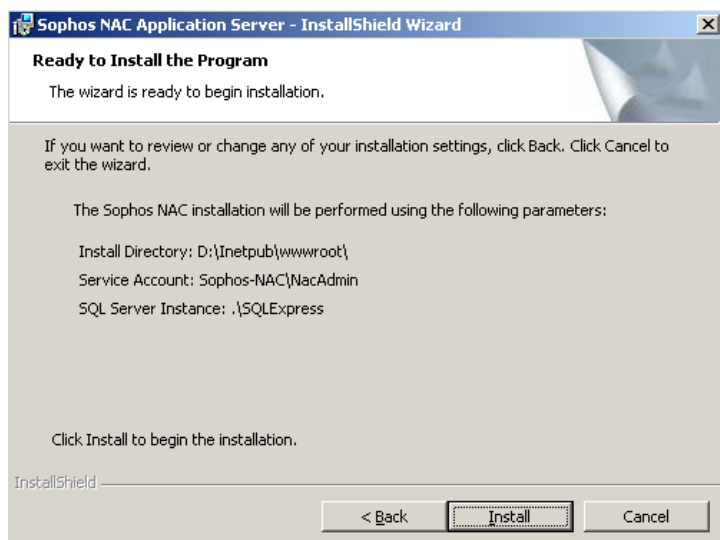 Sophos NAC Application Server - InstallShield Wizard
Ready to Install the Program
The wizard is ready to begin installation.
If you want to review or change any of your installation settings, click Back. Click Cancel to
exit the wizard.
The Sophos NAC installation will be performed using the following parameters:
Install Directory: D:\Inetpub\wwwroot\
Service Account: Sophos-NAC\NacAdmin
SQL Server Instance: .\SQLExpress
Click Install to begin the installation.
InstallShield
< Back
Install
Cancel